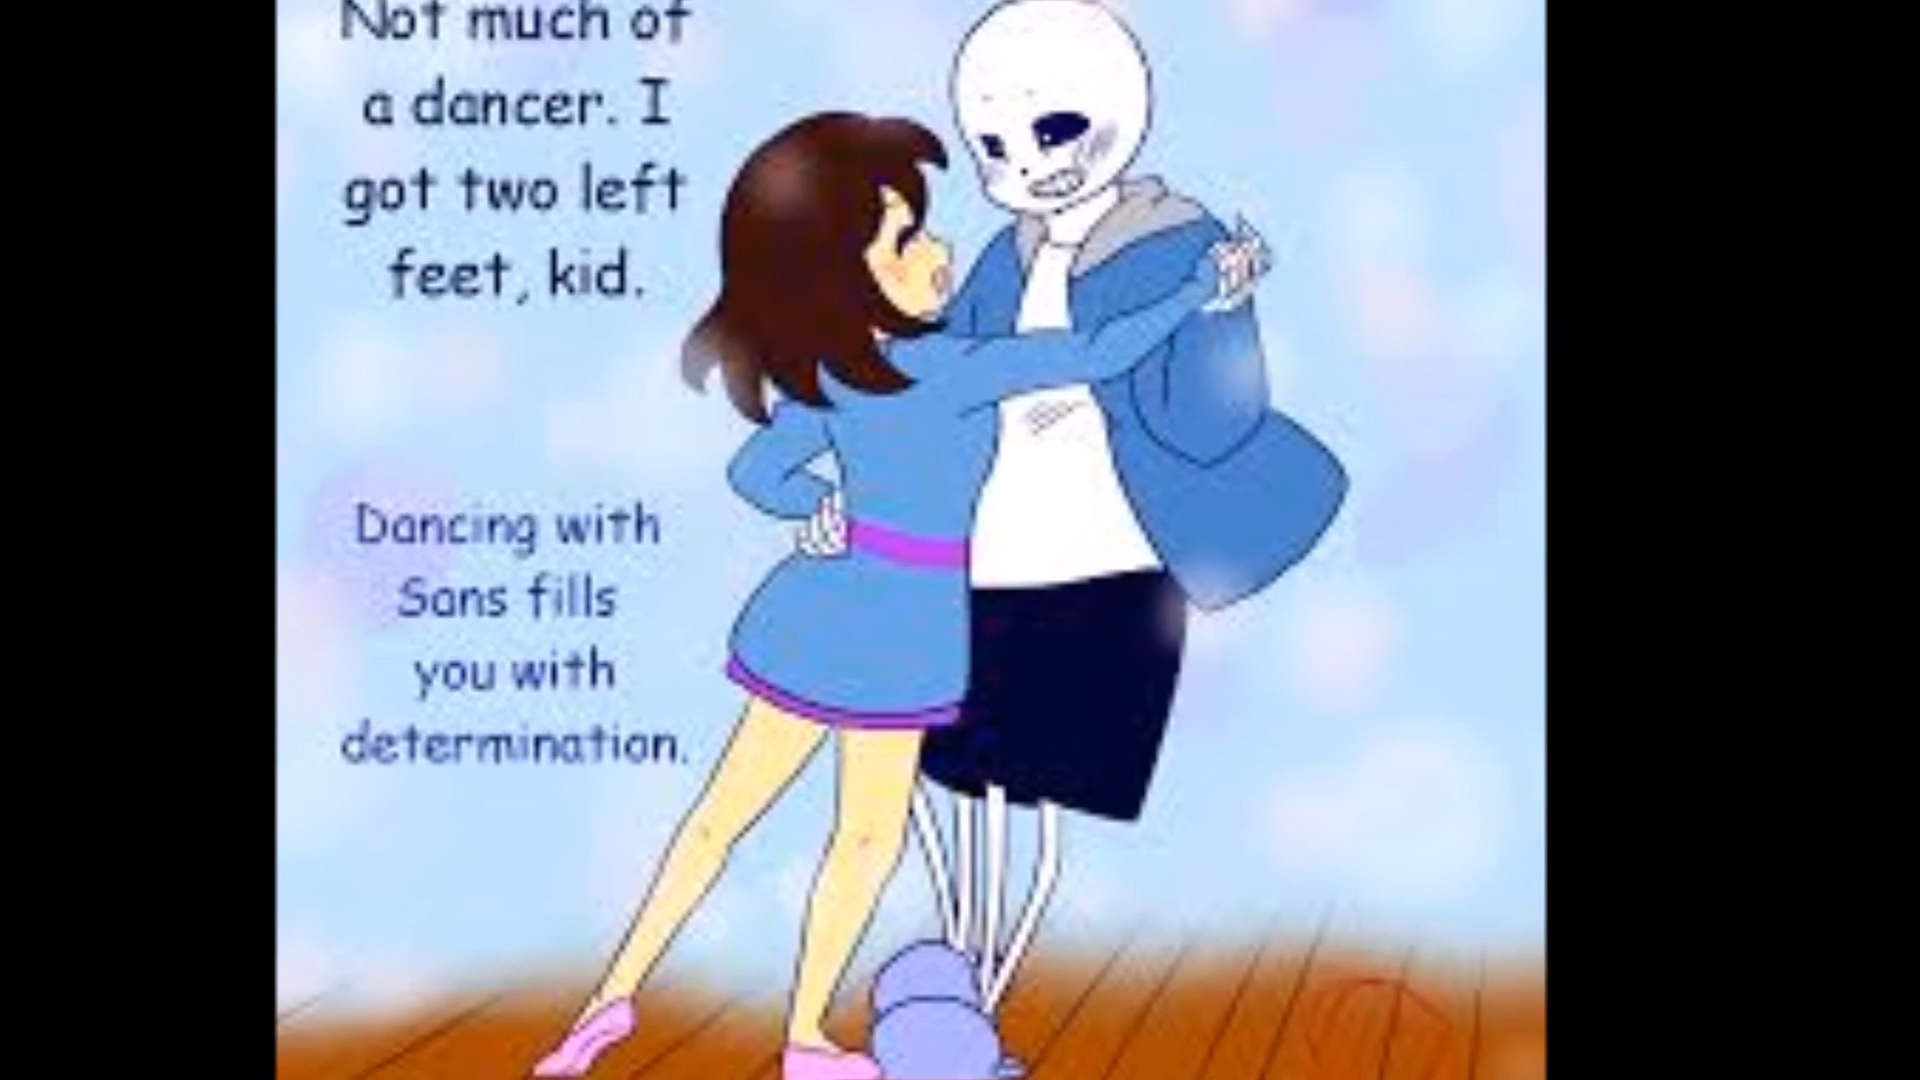 Not much of
a dancer. I
got two left
feet, kid.
Dancing with
Sans fills
you with
determination.